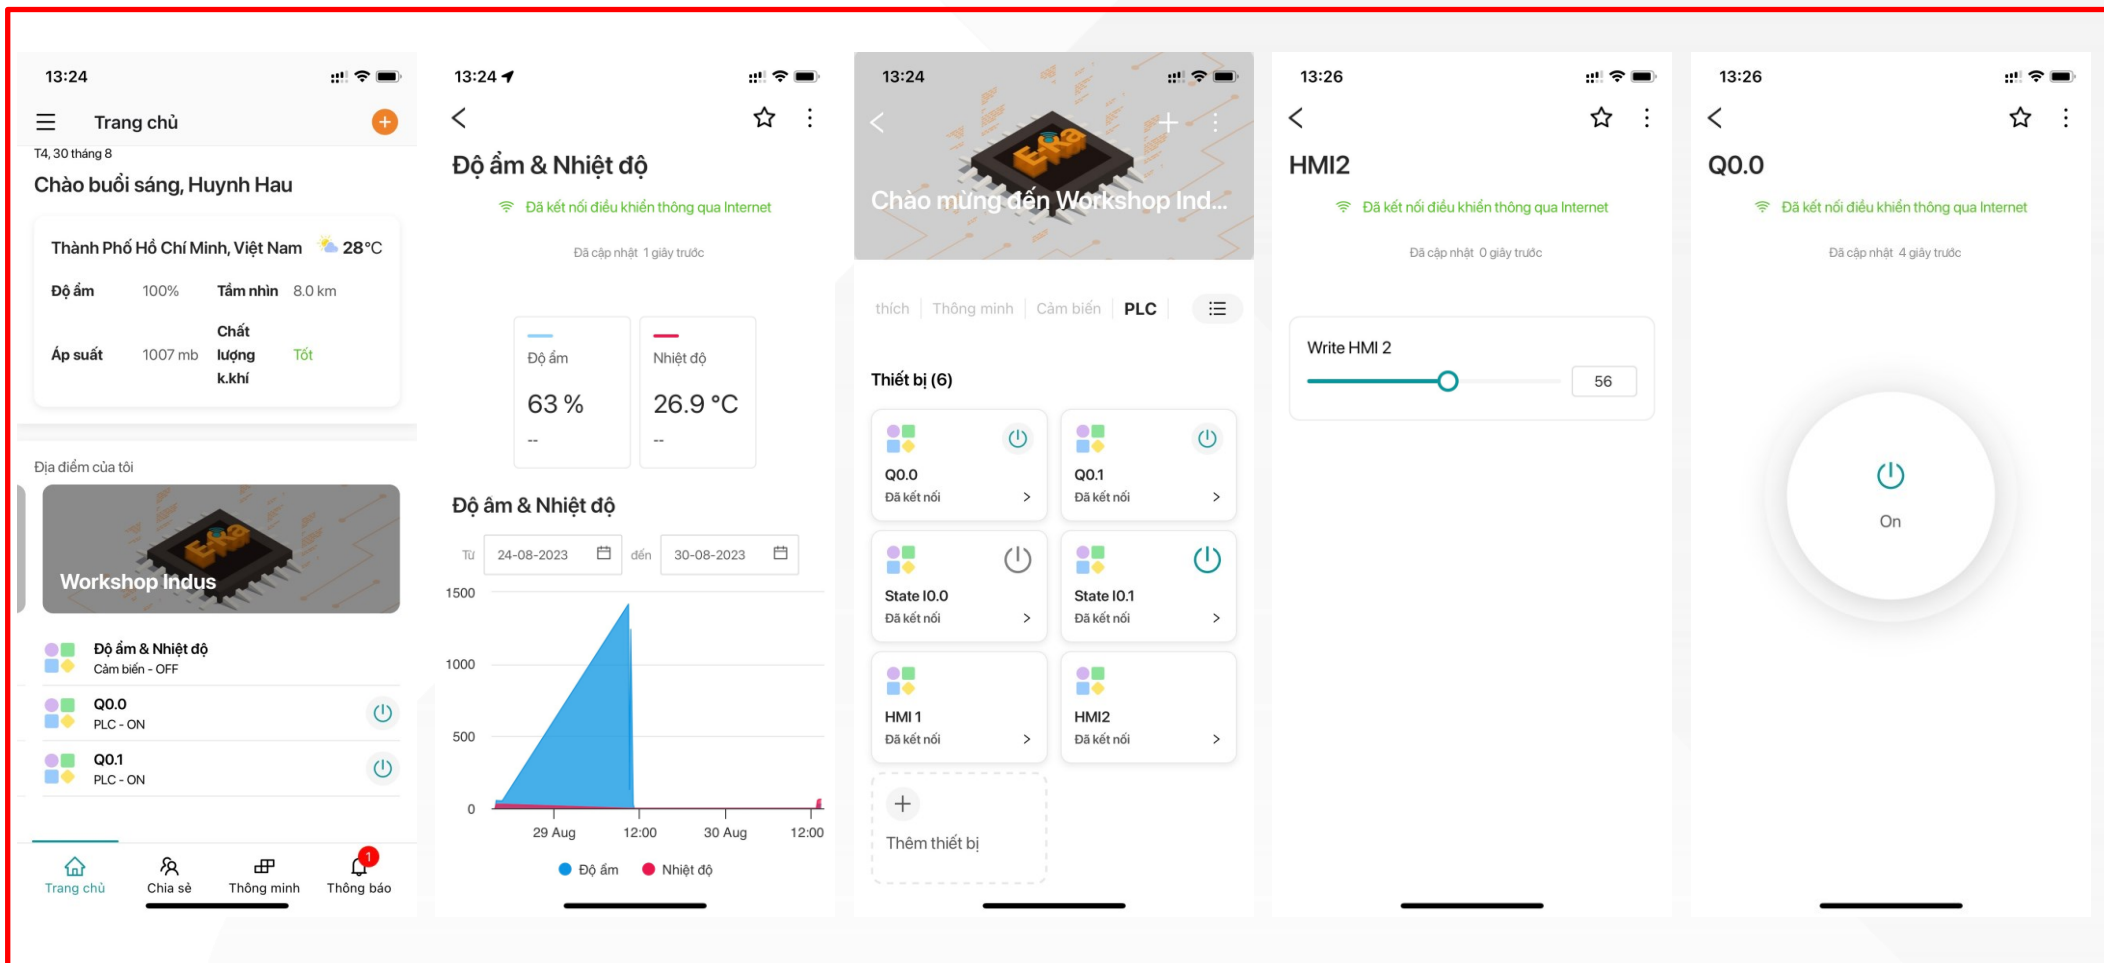 13:24
Trang chủ
T4, 30 tháng 8
Chào buổi sáng, Huynh Hau
Thành Phố Hồ Chí Minh, Việt Nam 28°C
Độ ẩm 100% Tầm nhìn 8.0 km
Áp suất 1007 mb Chất lượng k.khí Tốt
Địa điểm của tôi
E-Ra
Workshop Indus
Độ ẩm & Nhiệt độ
Cảm biến - OFF
Q0.0
PLC - ON
Q0.1
PLC - ON
Trang chủ Chia sẻ Thông minh Thông báo
1
13:24
Độ ẩm & Nhiệt độ
Đã kết nối điều khiển thông qua Internet
Đã cập nhật 1 giây trước
Độ ẩm Nhiệt độ
63 % 26.9 °C
-- --
Độ ẩm & Nhiệt độ
Từ 24-08-2023 đến 30-08-2023
1500
1000
500
0
29 Aug 12:00 30 Aug 12:00
Độ ẩm Nhiệt độ
13:24
E-Ra
Chào mừng đến Workshop Ind...
thích Thông minh Cảm biến PLC
Thiết bị (6)
Q0.0 Q0.1
Đã kết nối Đã kết nối
State I0.0 State I0.1
Đã kết nối Đã kết nối
HMI 1 HMI2
Đã kết nối Đã kết nối
Thêm thiết bị
13:26
HMI2
Đã kết nối điều khiển thông qua Internet
Đã cập nhật 0 giây trước
Write HMI 2
56
13:26
Q0.0
Đã kết nối điều khiển thông qua Internet
Đã cập nhật 4 giây trước
On